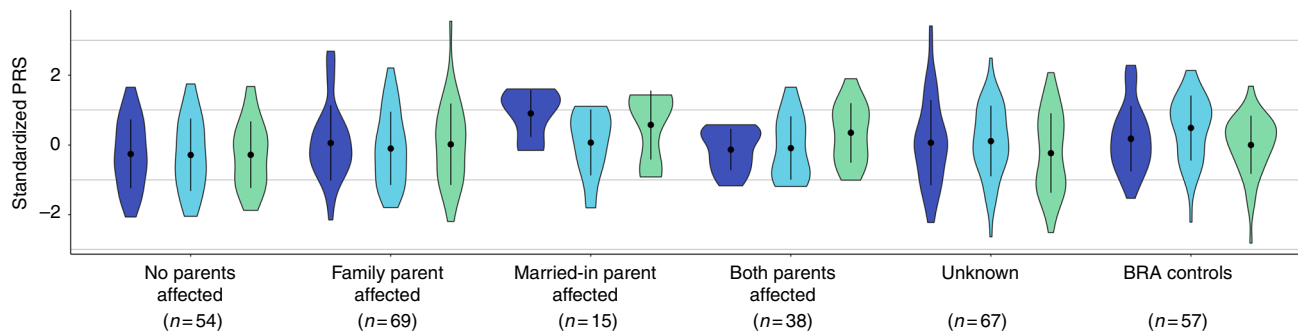 Standardized PRS
2
0
−2
No parents affected (n=54)
Family parent affected (n=69)
Married-in parent affected (n=15)
Both parents affected (n=38)
Unknown (n=67)
BRA controls (n=57)